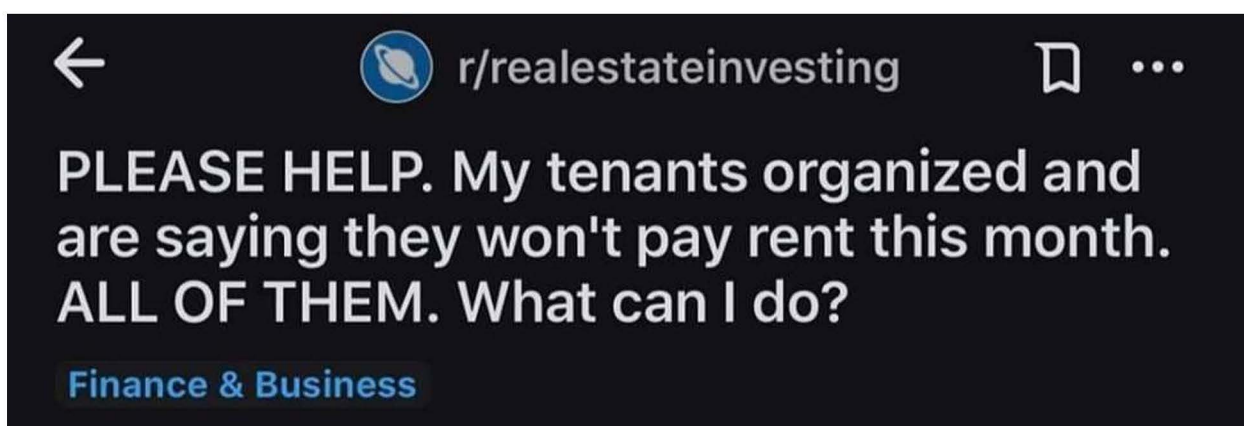 r/realestateinvesting
PLEASE HELP. My tenants organized and
are saying they won't pay rent this month.
ALL OF THEM. What can I do?
Finance & Business